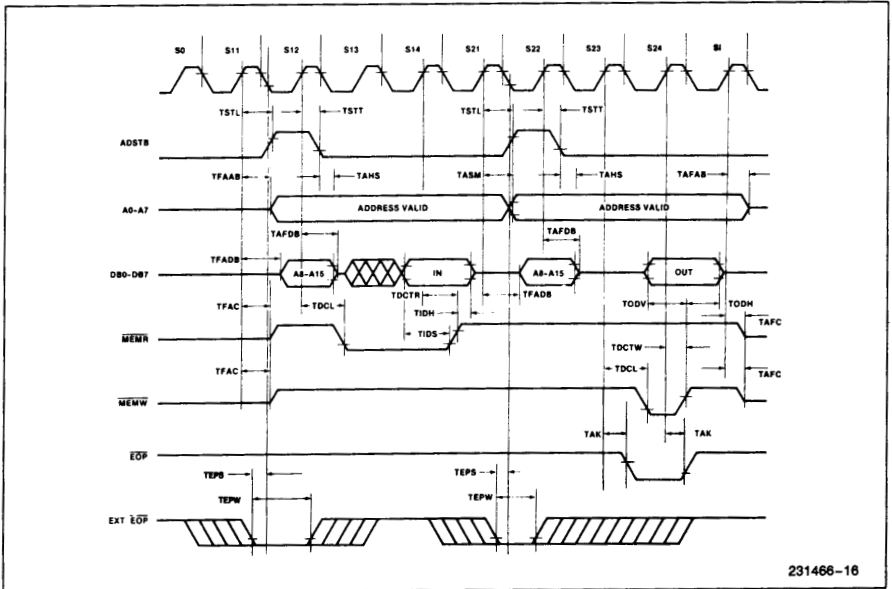 S0 S11 S12 S13 S14 S21 S22 S23 S24 SI
TSTL TSTT TSTL TSTT
ADSTB
TFAAB TAHS TASM TAHS TAFAB
A0-A7 ADDRESS VALID ADDRESS VALID
TAFDB TAFDB
TFADB
DB0-DB7 A8-A15 IN A8-A15 OUT
TDCTR TFADB
TFAC TDCL TIDH TODV TODH
TIDS TAFC
MEMR
TDCTW
TFAC TDCL TAFC
MEMW
TAK TAK
EOP
TEPS TEPS
TEPW TEPW
EXT EOP
231466-16